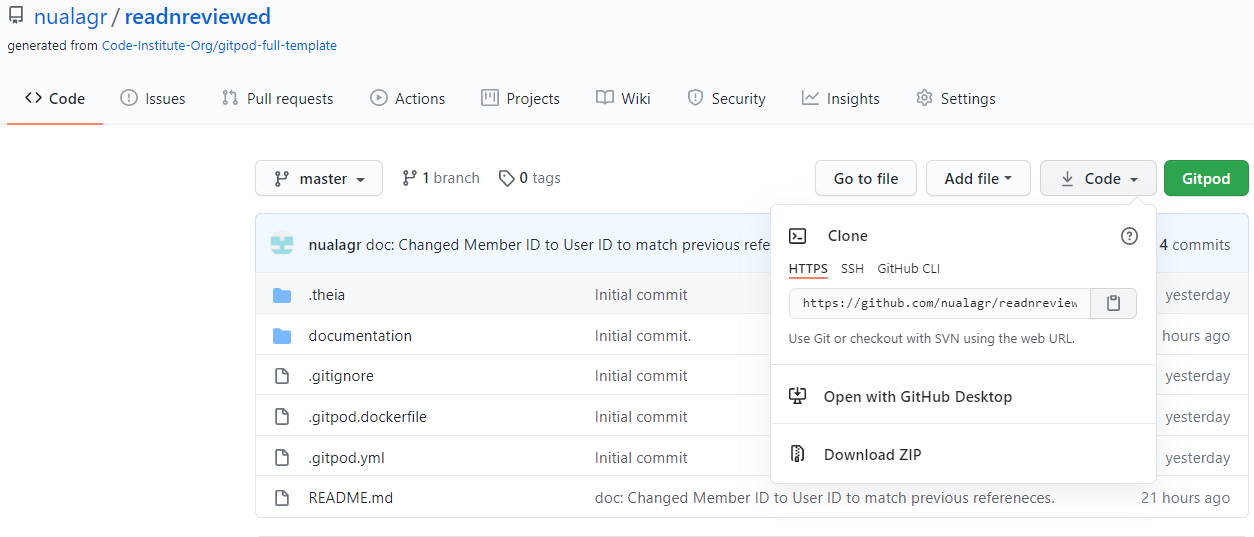 nualagr / readnreviewed
generated from Code-Institute-Org/gitpod-full-template
Code Issues Pull requests Actions Projects Wiki Security Insights Settings
master 1 branch 0 tags Go to file Add file Code Gitpod
nualagr doc: Changed Member ID to User ID to match previous refe 4 commits
Clone
HTTPS SSH GitHub CLI
https://github.com/nualagr/readnreview
Use Git or checkout with SVN using the web URL.
Open with GitHub Desktop
Download ZIP
.theia Initial commit yesterday
documentation Initial commit. hours ago
.gitignore Initial commit yesterday
.gitpod.dockerfile Initial commit yesterday
.gitpod.yml Initial commit yesterday
README.md doc: Changed Member ID to User ID to match previous refereneces. 21 hours ago